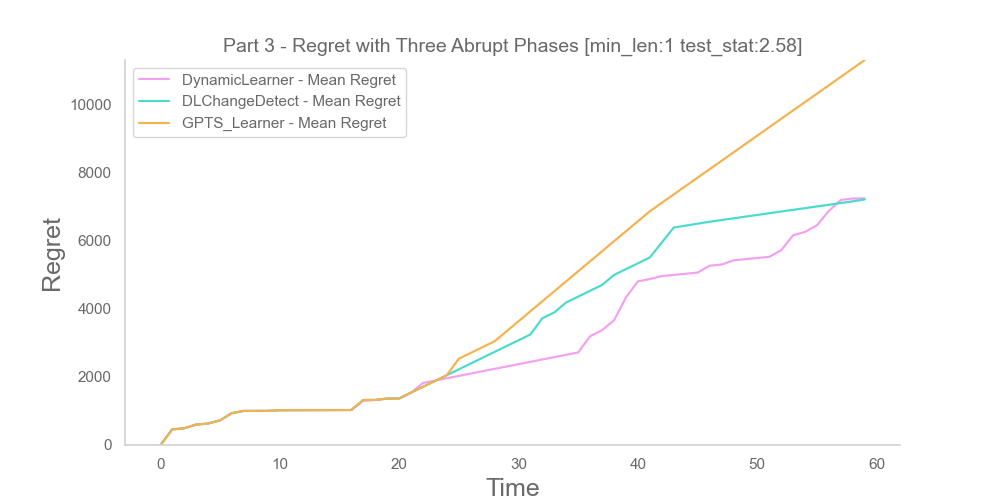 Part 3 - Regret with Three Abrupt Phases [min_len:1 test_stat:2.58]
DynamicLearner - Mean Regret
DLChangeDetect - Mean Regret
GPTS_Learner - Mean Regret
10000
8000
6000
4000
2000
0
Regret
0 10 20 30 40 50 60
Time